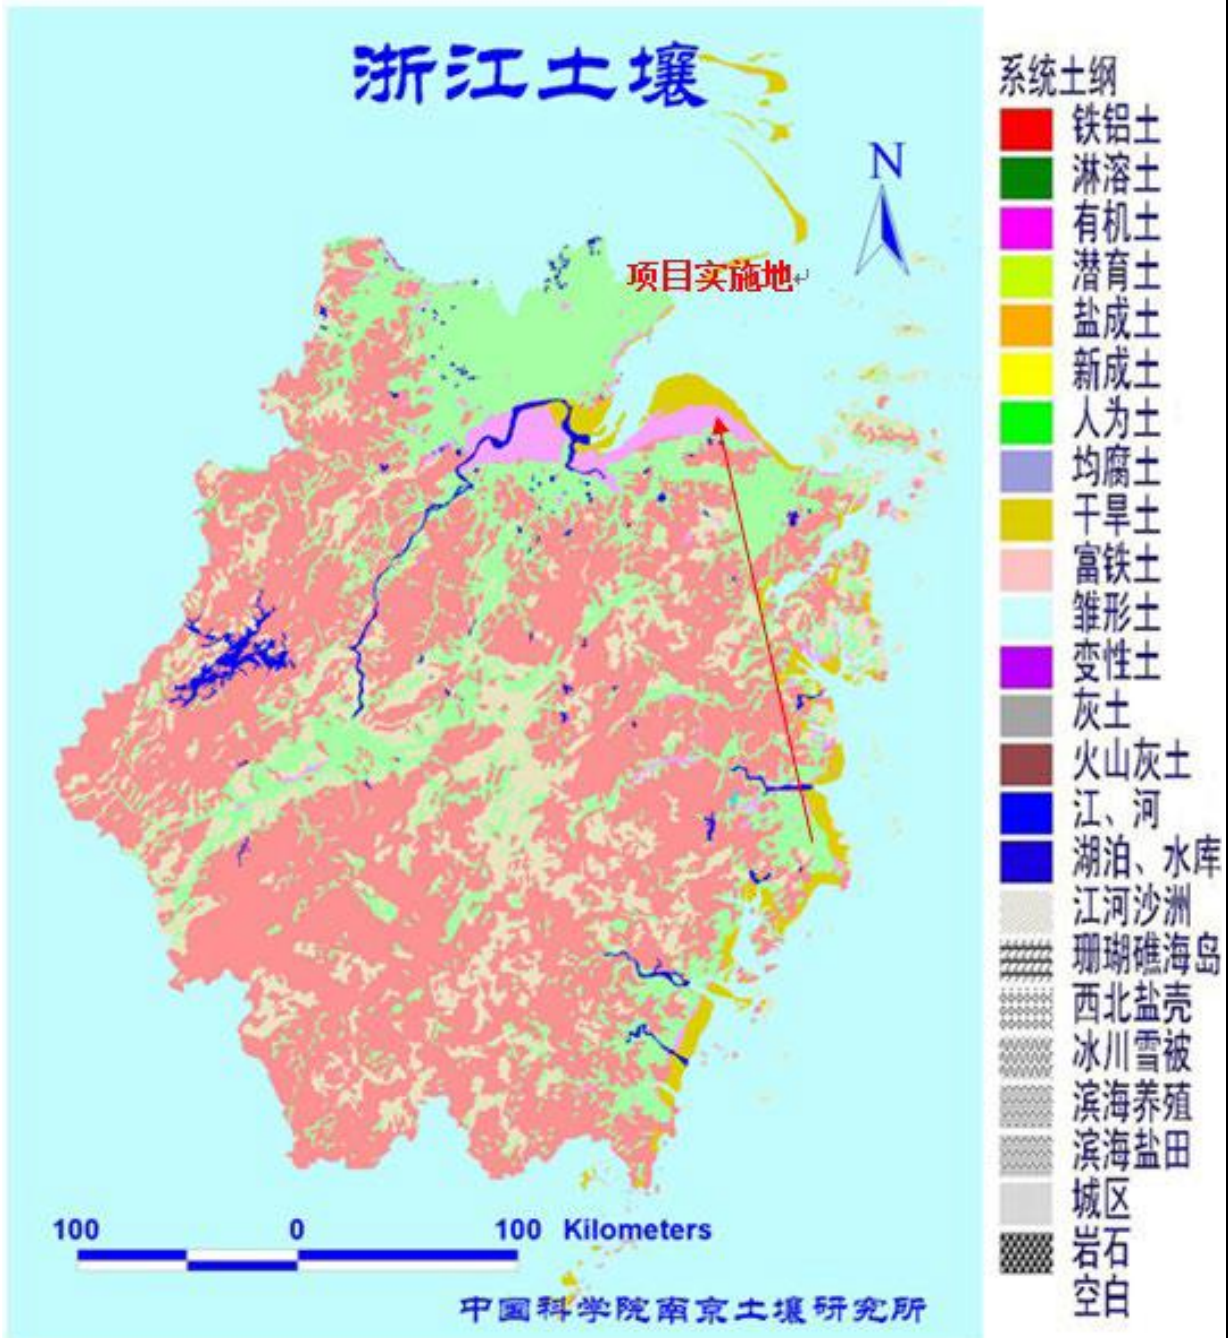 浙江土壤
N
项目实施地
系统土纲
铁铝土
淋溶土
有机土
潜育土
盐成土
新成土
人为土
均腐土
干旱土
富铁土
雏形土
变性土
灰土
火山灰土
江、河
湖泊、水库
江河沙洲
珊瑚礁海岛
西北盐壳
冰川雪被
滨海养殖
滨海盐田
城区
岩石
空白
100 0 100 Kilometers
中国科学院南京土壤研究所